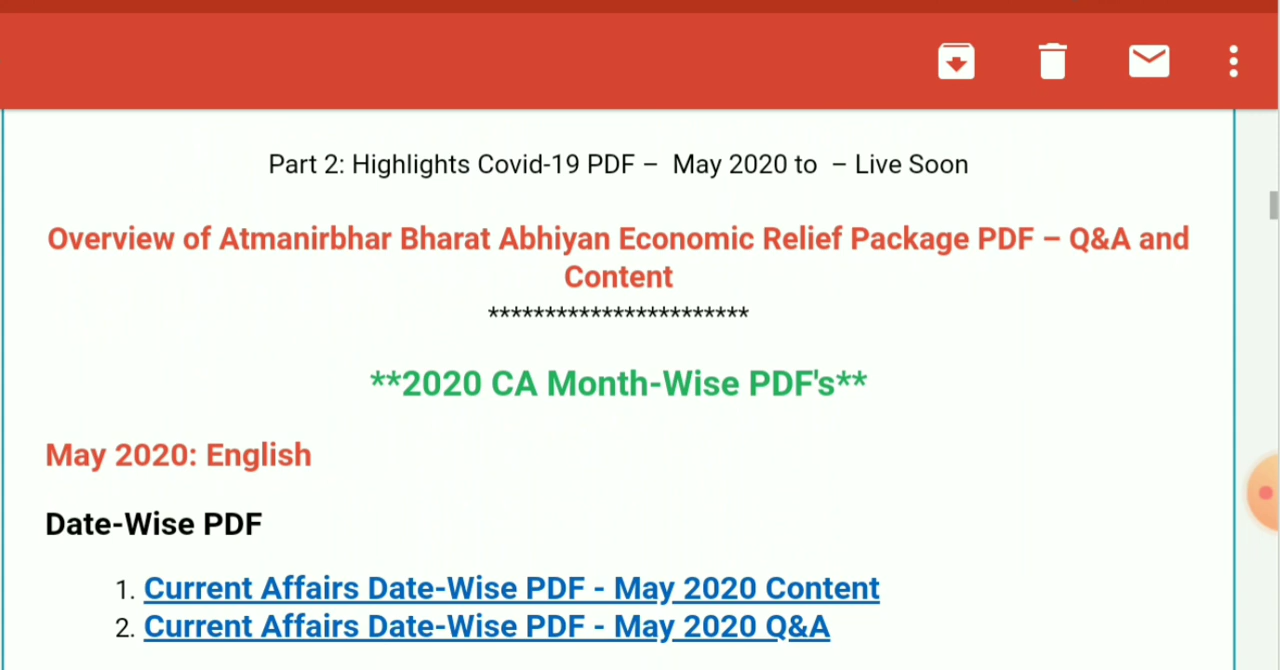 Part 2: Highlights Covid-19 PDF –  May 2020 to  – Live Soon
Overview of Atmanirbhar Bharat Abhiyan Economic Relief Package PDF – Q&A and
Content
***********************
**2020 CA Month-Wise PDF's**
May 2020: English
Date-Wise PDF
1. Current Affairs Date-Wise PDF - May 2020 Content
2. Current Affairs Date-Wise PDF - May 2020 Q&A